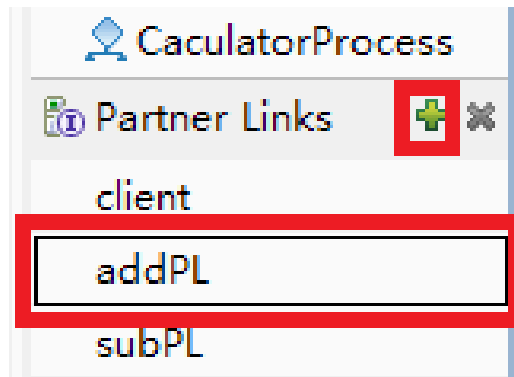 CaculatorProcess
Partner Links
client
addPL
subPL